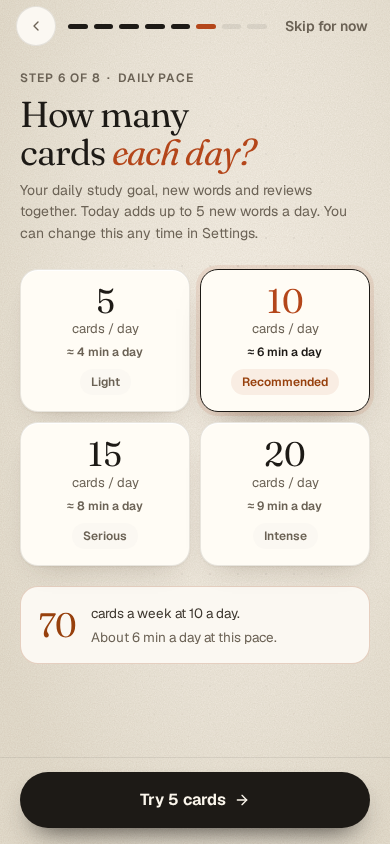 Skip for now
STEP 6 OF 8 · DAILY PACE
How many
cards each day?
Your daily study goal, new words and reviews
together. Today adds up to 5 new words a day. You
can change this any time in Settings.
5
cards / day
≈ 4 min a day
Light
10
cards / day
≈ 6 min a day
Recommended
15
cards / day
≈ 8 min a day
Serious
20
cards / day
≈ 9 min a day
Intense
70
cards a week at 10 a day.
About 6 min a day at this pace.
Try 5 cards →